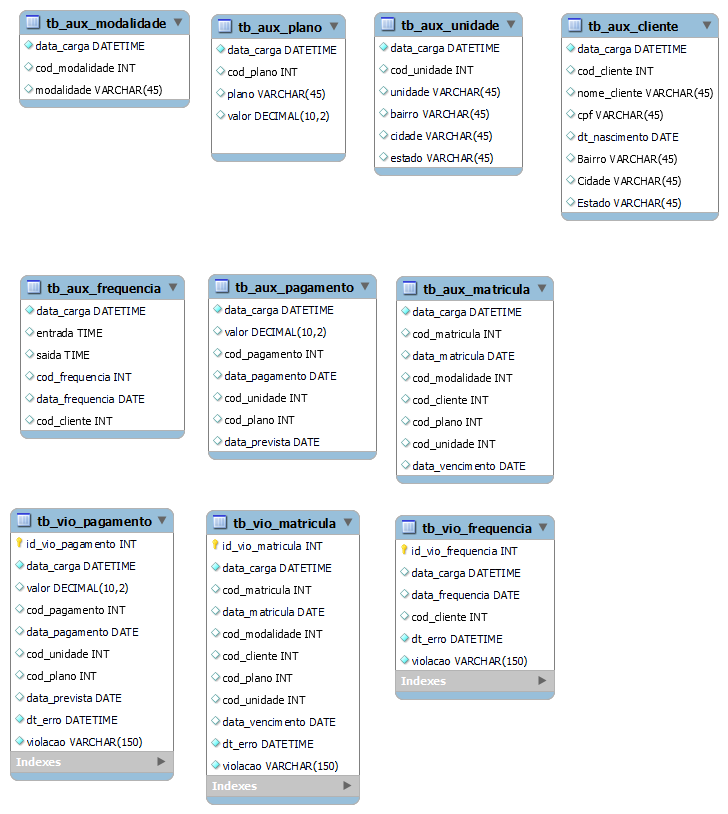 tb_aux_modalidade
data_carga DATETIME
cod_modalidade INT
modalidade VARCHAR(45)
tb_aux_plano
data_carga DATETIME
cod_plano INT
plano VARCHAR(45)
valor DECIMAL(10,2)
tb_aux_unidade
data_carga DATETIME
cod_unidade INT
unidade VARCHAR(45)
bairro VARCHAR(45)
cidade VARCHAR(45)
estado VARCHAR(45)
tb_aux_cliente
data_carga DATETIME
cod_cliente INT
nome_cliente VARCHAR(45)
cpf VARCHAR(45)
dt_nascimento DATE
Bairro VARCHAR(45)
Cidade VARCHAR(45)
Estado VARCHAR(45)
tb_aux_frequencia
data_carga DATETIME
entrada TIME
saida TIME
cod_frequencia INT
data_frequencia DATE
cod_cliente INT
tb_aux_pagamento
data_carga DATETIME
valor DECIMAL(10,2)
cod_pagamento INT
data_pagamento DATE
cod_unidade INT
cod_plano INT
data_prevista DATE
tb_aux_matricula
data_carga DATETIME
cod_matricula INT
data_matricula DATE
cod_modalidade INT
cod_cliente INT
cod_plano INT
cod_unidade INT
data_vencimento DATE
tb_vio_pagamento
id_vio_pagamento INT
data_carga DATETIME
valor DECIMAL(10,2)
cod_pagamento INT
data_pagamento DATE
cod_unidade INT
cod_plano INT
data_prevista DATE
dt_erro DATETIME
violacao VARCHAR(150)
Indexes
tb_vio_matricula
id_vio_matricula INT
data_carga DATETIME
cod_matricula INT
data_matricula DATE
cod_modalidade INT
cod_cliente INT
cod_plano INT
cod_unidade INT
data_vencimento DATE
dt_erro DATETIME
violacao VARCHAR(150)
Indexes
tb_vio_frequencia
id_vio_frequencia INT
data_carga DATETIME
data_frequencia DATE
cod_cliente INT
dt_erro DATETIME
violacao VARCHAR(150)
Indexes